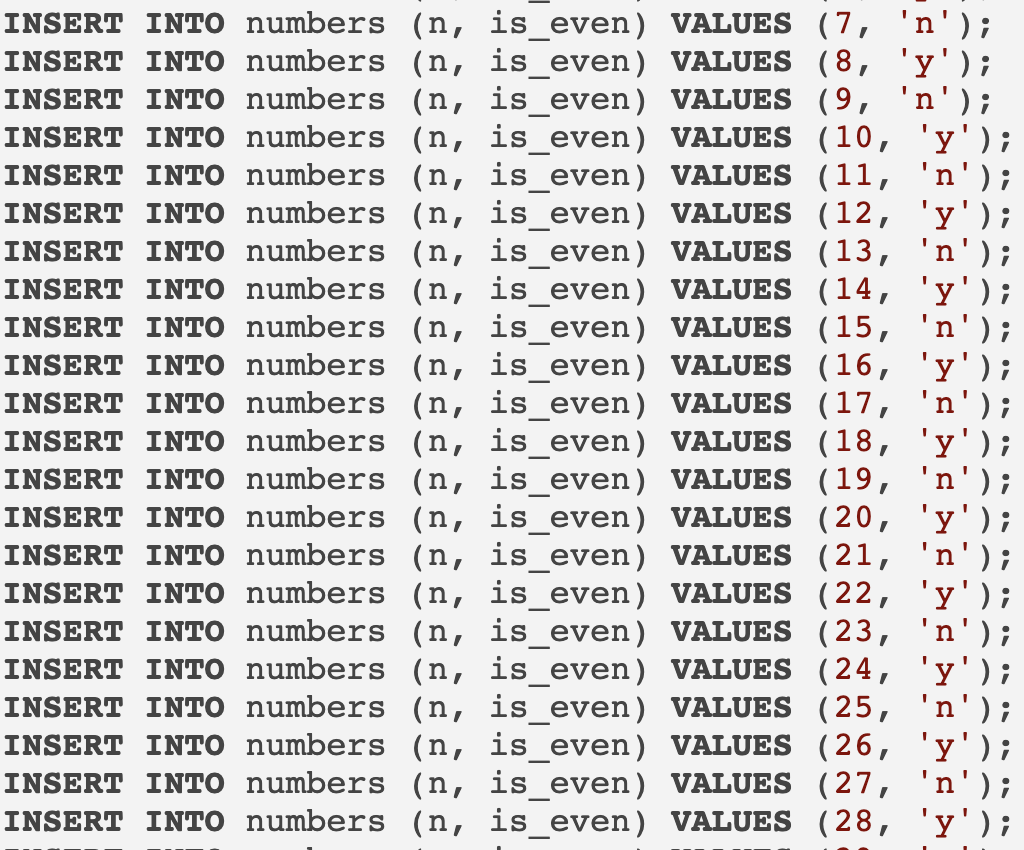 INSERT INTO numbers (n, is_even) VALUES (7, 'n');
INSERT INTO numbers (n, is_even) VALUES (8, 'y');
INSERT INTO numbers (n, is_even) VALUES (9, 'n');
INSERT INTO numbers (n, is_even) VALUES (10, 'y');
INSERT INTO numbers (n, is_even) VALUES (11, 'n');
INSERT INTO numbers (n, is_even) VALUES (12, 'y');
INSERT INTO numbers (n, is_even) VALUES (13, 'n');
INSERT INTO numbers (n, is_even) VALUES (14, 'y');
INSERT INTO numbers (n, is_even) VALUES (15, 'n');
INSERT INTO numbers (n, is_even) VALUES (16, 'y');
INSERT INTO numbers (n, is_even) VALUES (17, 'n');
INSERT INTO numbers (n, is_even) VALUES (18, 'y');
INSERT INTO numbers (n, is_even) VALUES (19, 'n');
INSERT INTO numbers (n, is_even) VALUES (20, 'y');
INSERT INTO numbers (n, is_even) VALUES (21, 'n');
INSERT INTO numbers (n, is_even) VALUES (22, 'y');
INSERT INTO numbers (n, is_even) VALUES (23, 'n');
INSERT INTO numbers (n, is_even) VALUES (24, 'y');
INSERT INTO numbers (n, is_even) VALUES (25, 'n');
INSERT INTO numbers (n, is_even) VALUES (26, 'y');
INSERT INTO numbers (n, is_even) VALUES (27, 'n');
INSERT INTO numbers (n, is_even) VALUES (28, 'y');